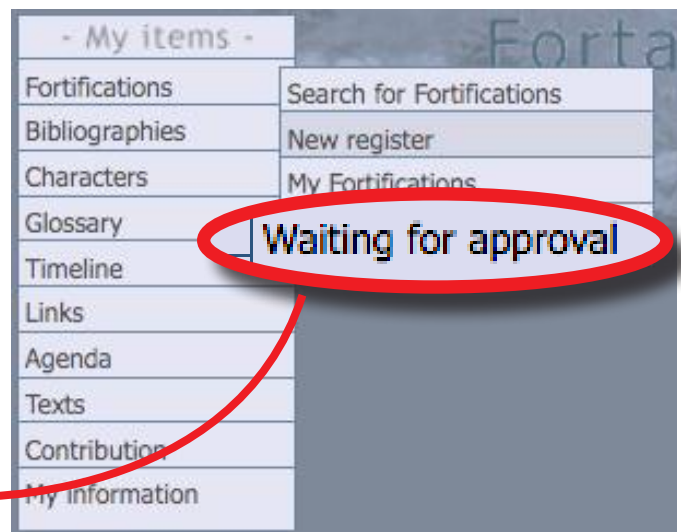 - My items -
Forta
Fortifications
Bibliographies
Characters
Glossary
Timeline
Links
Agenda
Texts
Contribution
My information
Search for Fortifications
New register
My Fortifications
Waiting for approval